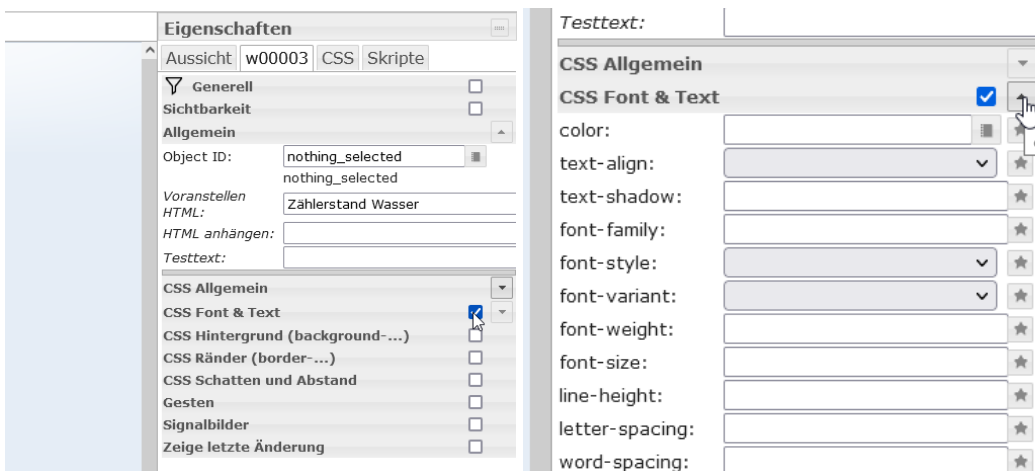 Eigenschaften
Aussicht w00003 CSS Skripte
Generell
Sichtbarkeit
Allgemein
Object ID: nothing_selected
nothing_selected
Voranstellen HTML: Zählerstand Wasser
HTML anhängen:
Testtext:
CSS Allgemein
CSS Font & Text
CSS Hintergrund (background-...)
CSS Ränder (border-...)
CSS Schatten und Abstand
Gesten
Signalbilder
Zeige letzte Änderung
Testtext:
CSS Allgemein
CSS Font & Text
color:
text-align:
text-shadow:
font-family:
font-style:
font-variant:
font-weight:
font-size:
line-height:
letter-spacing:
word-spacing: